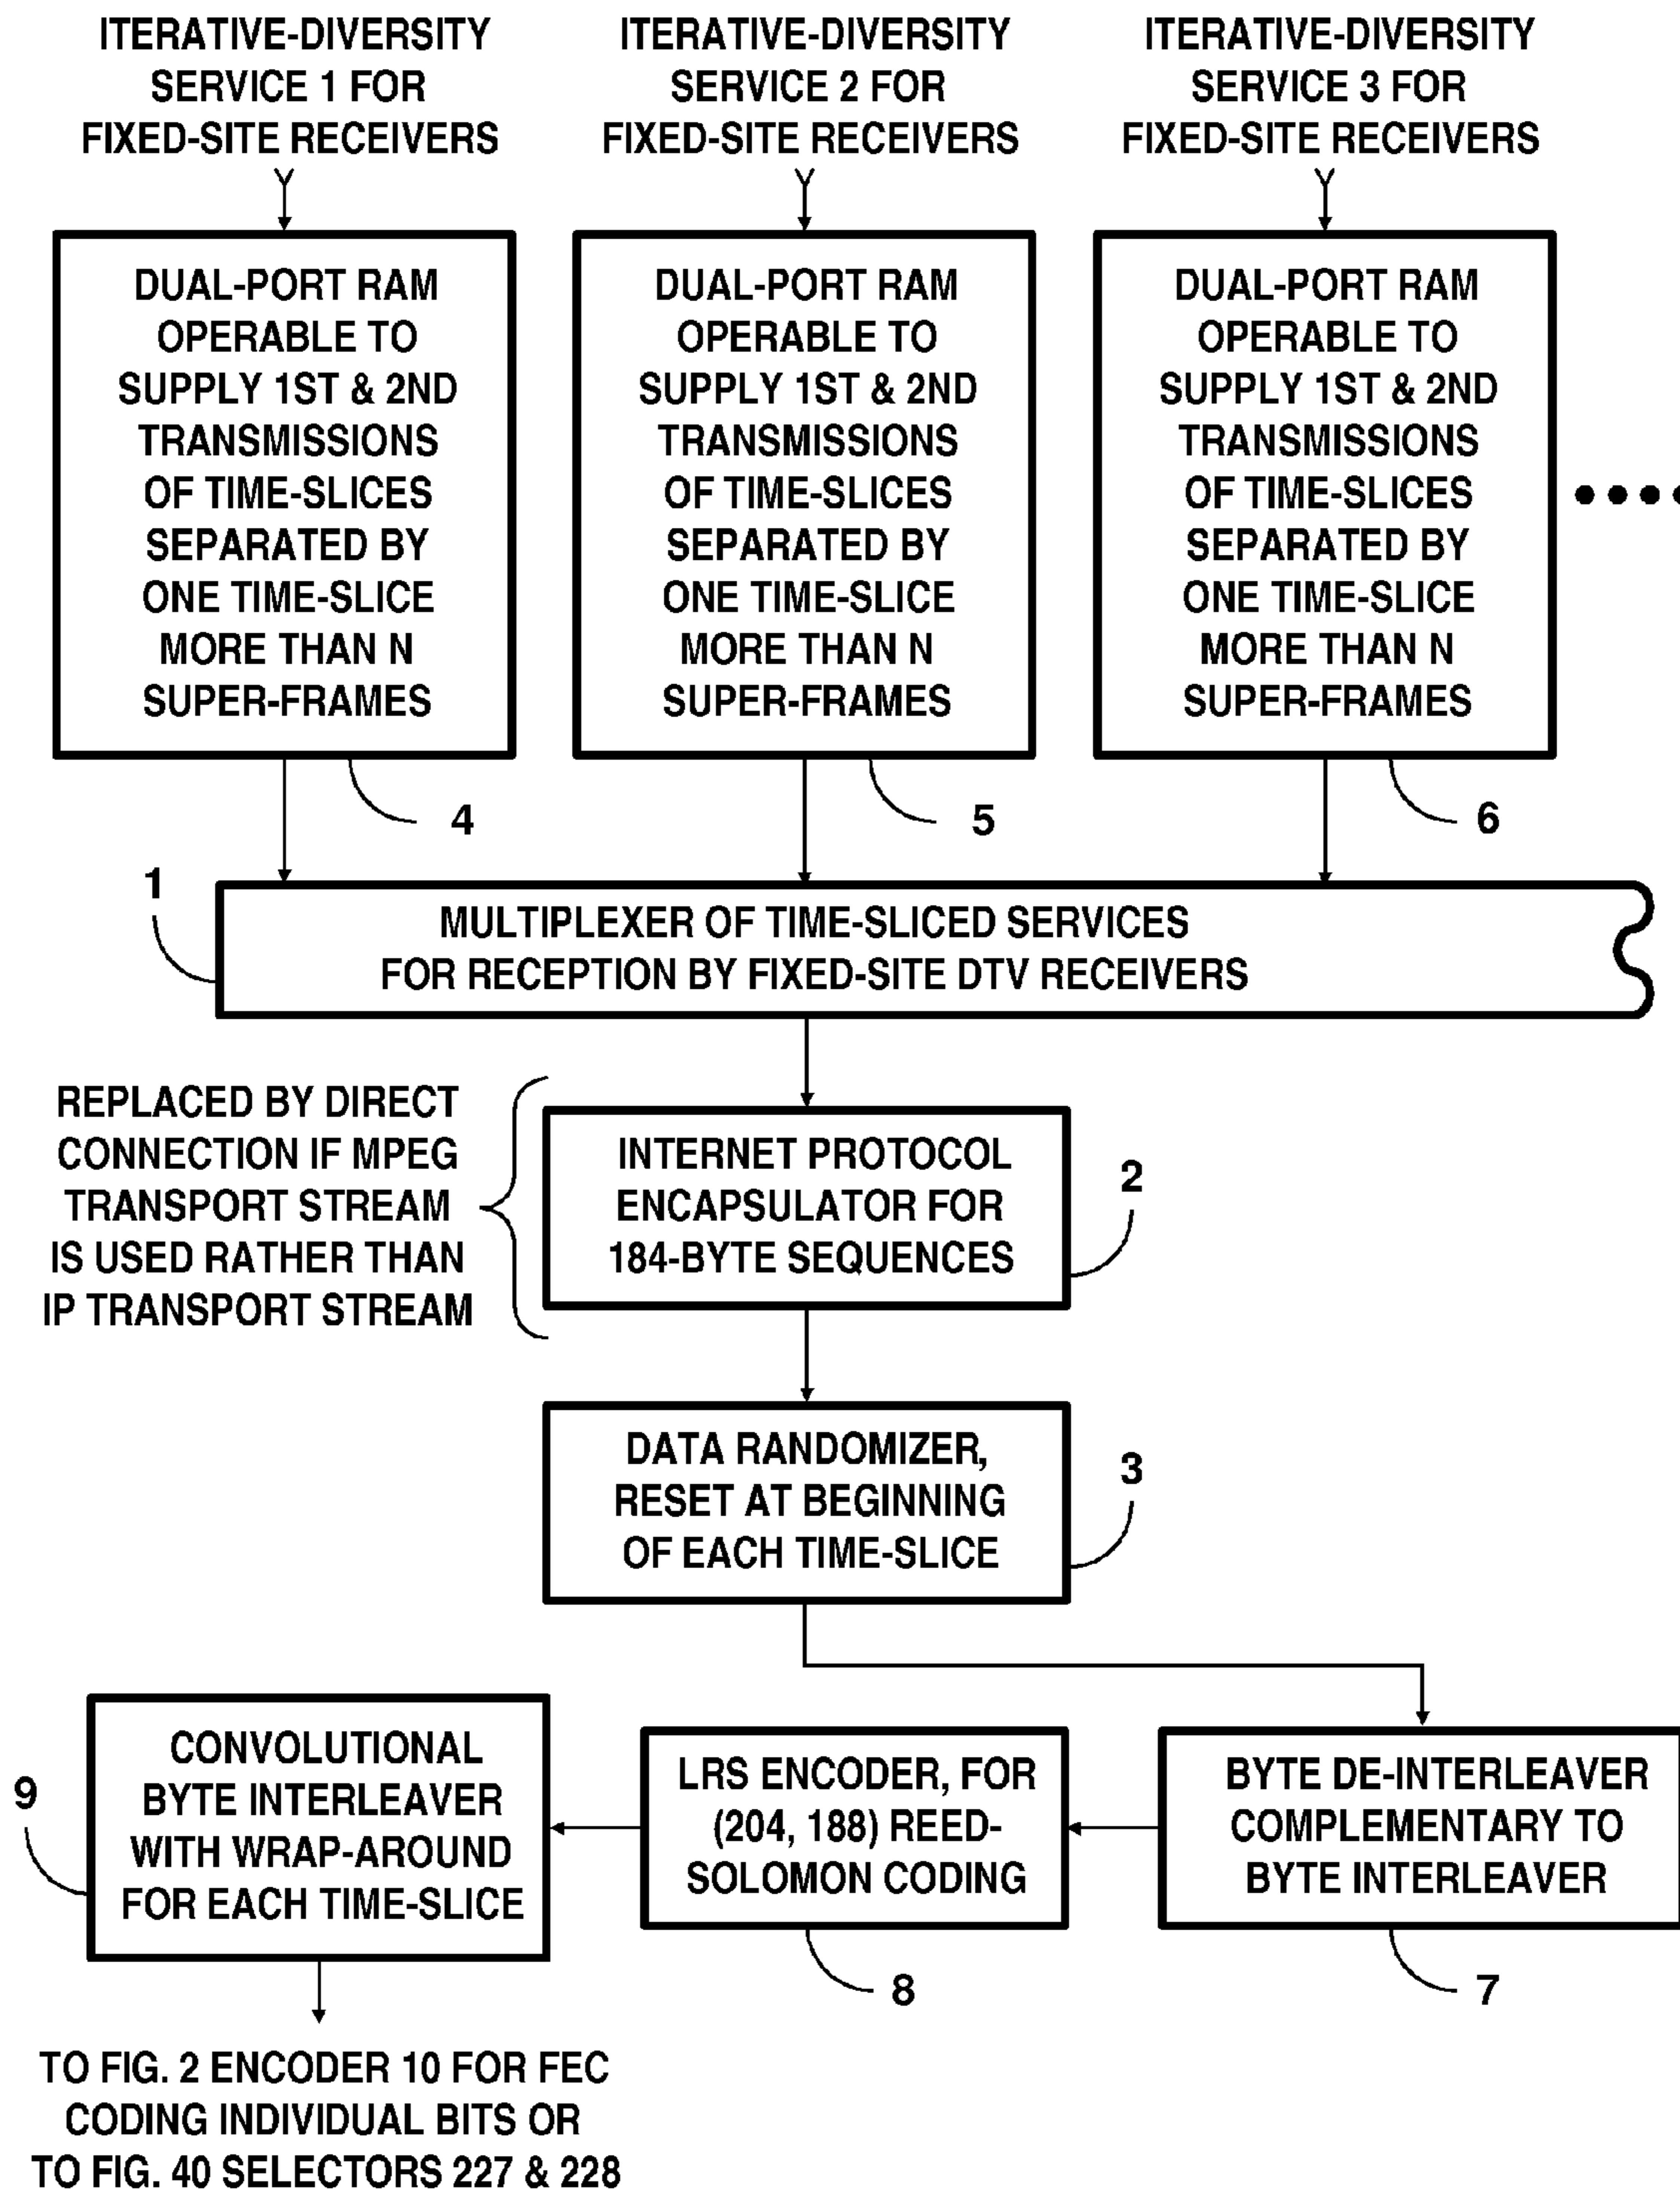 ITERATIVE-DIVERSITY
SERVICE 1 FOR
FIXED-SITE RECEIVERS
ITERATIVE-DIVERSITY
SERVICE 2 FOR
FIXED-SITE RECEIVERS
ITERATIVE-DIVERSITY
SERVICE 3 FOR
FIXED-SITE RECEIVERS
DUAL-PORT RAM
OPERABLE TO
SUPPLY 1ST & 2ND
TRANSMISSIONS
OF TIME-SLICES
SEPARATED BY
ONE TIME-SLICE
MORE THAN N
SUPER-FRAMES
4
DUAL-PORT RAM
OPERABLE TO
SUPPLY 1ST & 2ND
TRANSMISSIONS
OF TIME-SLICES
SEPARATED BY
ONE TIME-SLICE
MORE THAN N
SUPER-FRAMES
5
DUAL-PORT RAM
OPERABLE TO
SUPPLY 1ST & 2ND
TRANSMISSIONS
OF TIME-SLICES
SEPARATED BY
ONE TIME-SLICE
MORE THAN N
SUPER-FRAMES
6
1
MULTIPLEXER OF TIME-SLICED SERVICES
FOR RECEPTION BY FIXED-SITE DTV RECEIVERS
REPLACED BY DIRECT
CONNECTION IF MPEG
TRANSPORT STREAM
IS USED RATHER THAN
IP TRANSPORT STREAM
INTERNET PROTOCOL
ENCAPSULATOR FOR
184-BYTE SEQUENCES
2
DATA RANDOMIZER,
RESET AT BEGINNING
OF EACH TIME-SLICE
3
9
CONVOLUTIONAL
BYTE INTERLEAVER
WITH WRAP-AROUND
FOR EACH TIME-SLICE
LRS ENCODER, FOR
(204, 188) REED-
SOLOMON CODING
8
BYTE DE-INTERLEAVER
COMPLEMENTARY TO
BYTE INTERLEAVER
7
TO FIG. 2 ENCODER 10 FOR FEC
CODING INDIVIDUAL BITS OR
TO FIG. 40 SELECTORS 227 & 228